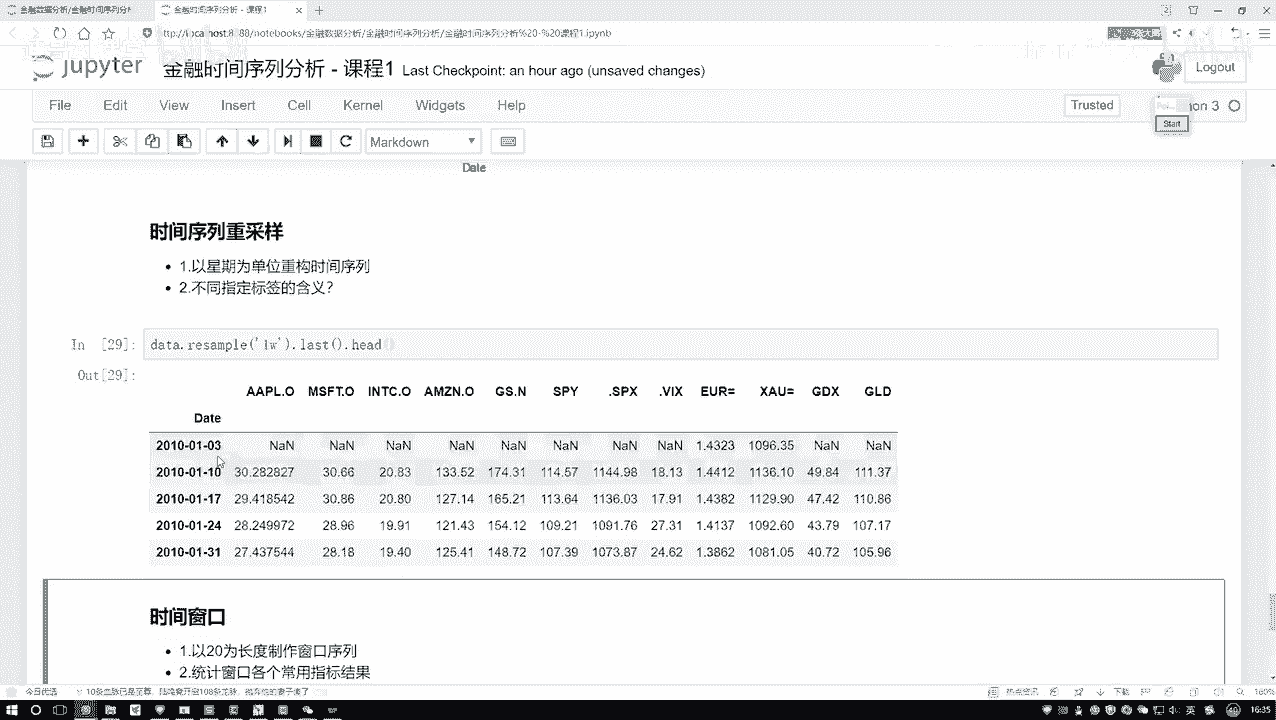 金融数据分析/金融时间序列分析 金融时间序列分析 - 课程1
localhost:8888/notebooks/金融数据分析/金融时间序列分析/金融时间序列分析%20-%20课程1.ipynb
jupyter 金融时间序列分析 - 课程1 Last Checkpoint: an hour ago (unsaved changes) Logout
File Edit View Insert Cell Kernel Widgets Help Trusted 3
Start
Markdown
Date
时间序列重采样
1.以星期为单位重构时间序列
2.不同指定标签的含义?
In [29]: data.resample('1w').last().head()
Out[29]:
AAPL.O MSFT.O INTC.O AMZN.O GS.N SPY .SPX .VIX EUR= XAU= GDX GLD
Date
2010-01-03 NaN NaN NaN NaN NaN NaN NaN NaN 1.4323 1096.35 NaN NaN
2010-01-10 30.282827 30.66 20.83 133.52 174.31 114.57 1144.98 18.13 1.4412 1136.10 49.84 111.37
2010-01-17 29.418542 30.86 20.80 127.14 165.21 113.64 1136.03 17.91 1.4382 1129.90 47.42 110.86
2010-01-24 28.249972 28.96 19.91 121.43 154.12 109.21 1091.76 27.31 1.4137 1092.60 43.79 107.17
2010-01-31 27.437544 28.18 19.40 125.41 148.72 107.39 1073.87 24.62 1.3862 1081.05 40.72 105.96
时间窗口
1.以20为长度制作窗口序列
2.统计窗口各个常用指标结果
今日优选 热点资讯 下载 160%
英 16:35